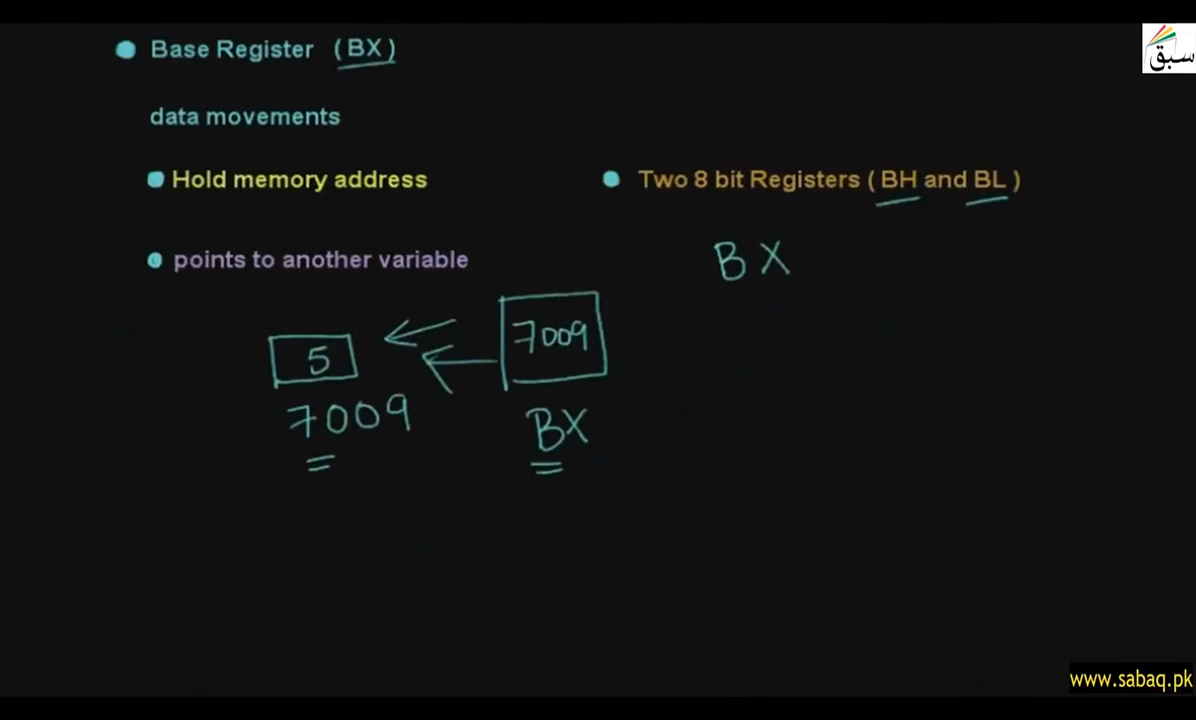 Base Register (BX)
سبق
data movements
Hold memory address
Two 8 bit Registers (BH and BL)
points to another variable
BX
5
7009
7009
BX
www.sabaq.pk